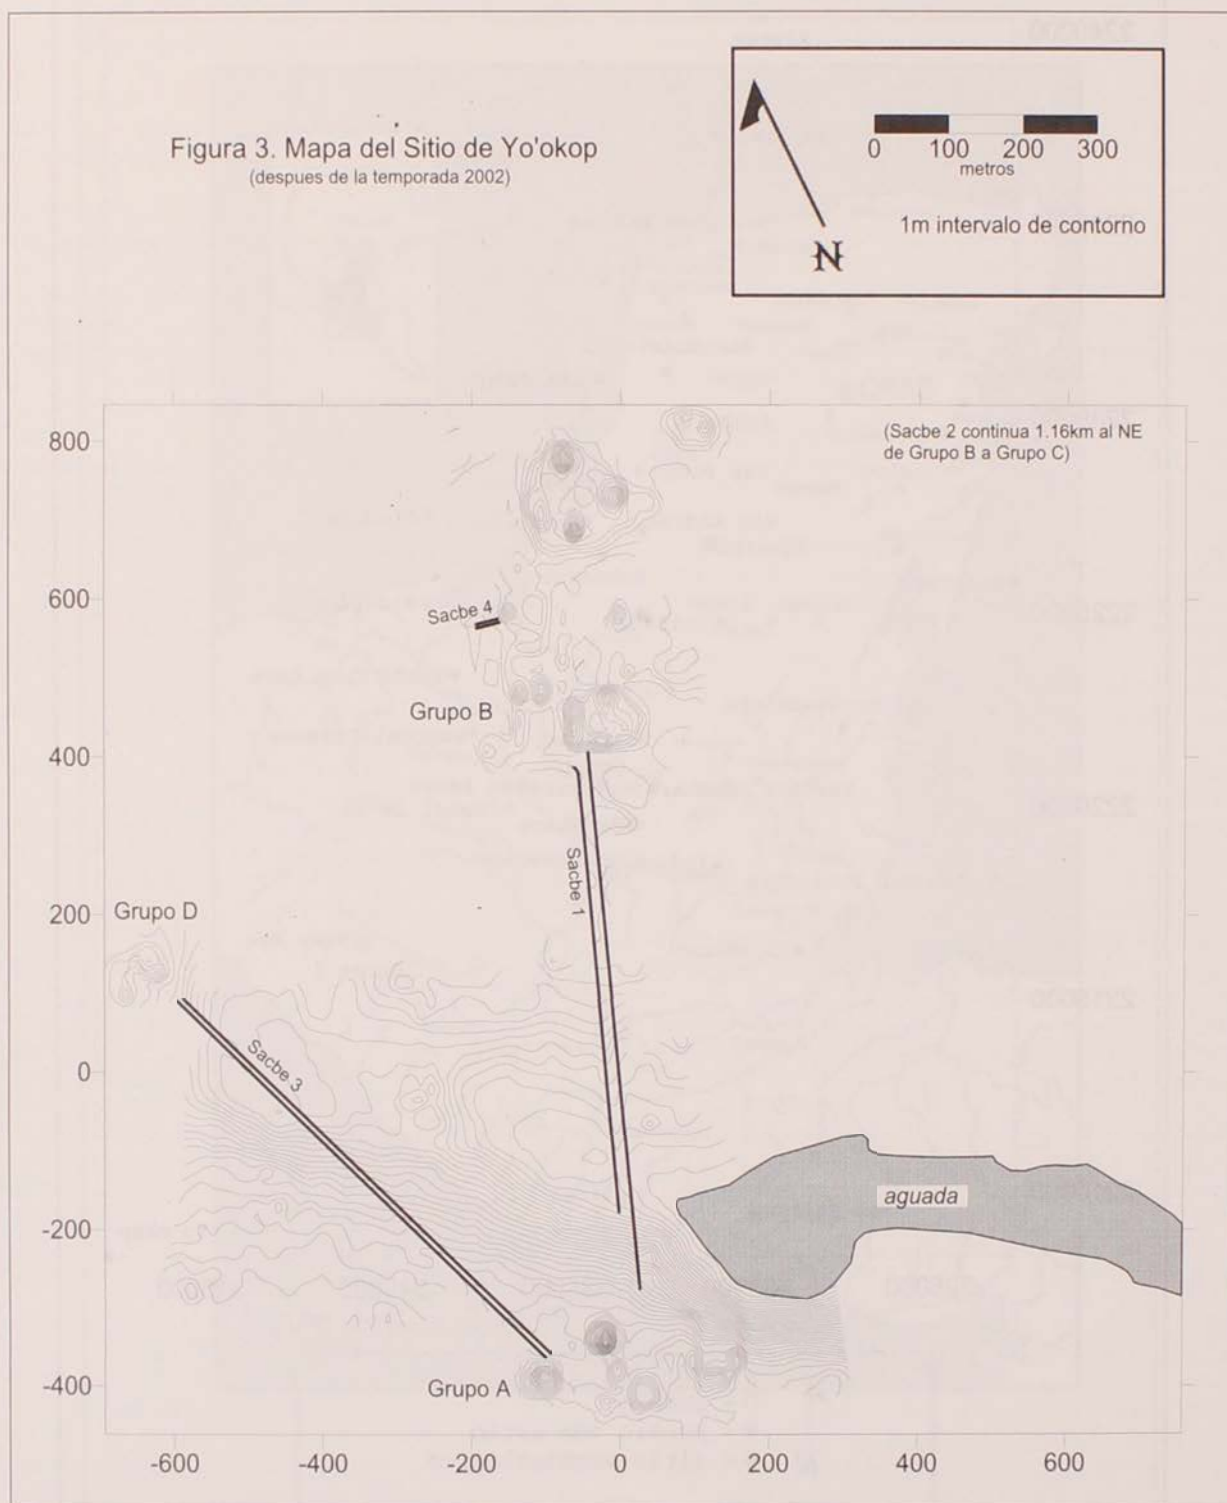 Figura 3. Mapa del Sitio de Yo'okop
(despues de la temporada 2002)
0 100 200 300
metros
1m intervalo de contorno
N
(Sacbe 2 continua 1.16km al NE
de Grupo B a Grupo C)
800
600
Sacbe 4
Grupo B
400
Sacbe 1
200
Grupo D
0
Sacbe 3
aguada
-200
-400
Grupo A
-600 -400 -200 0 200 400 600